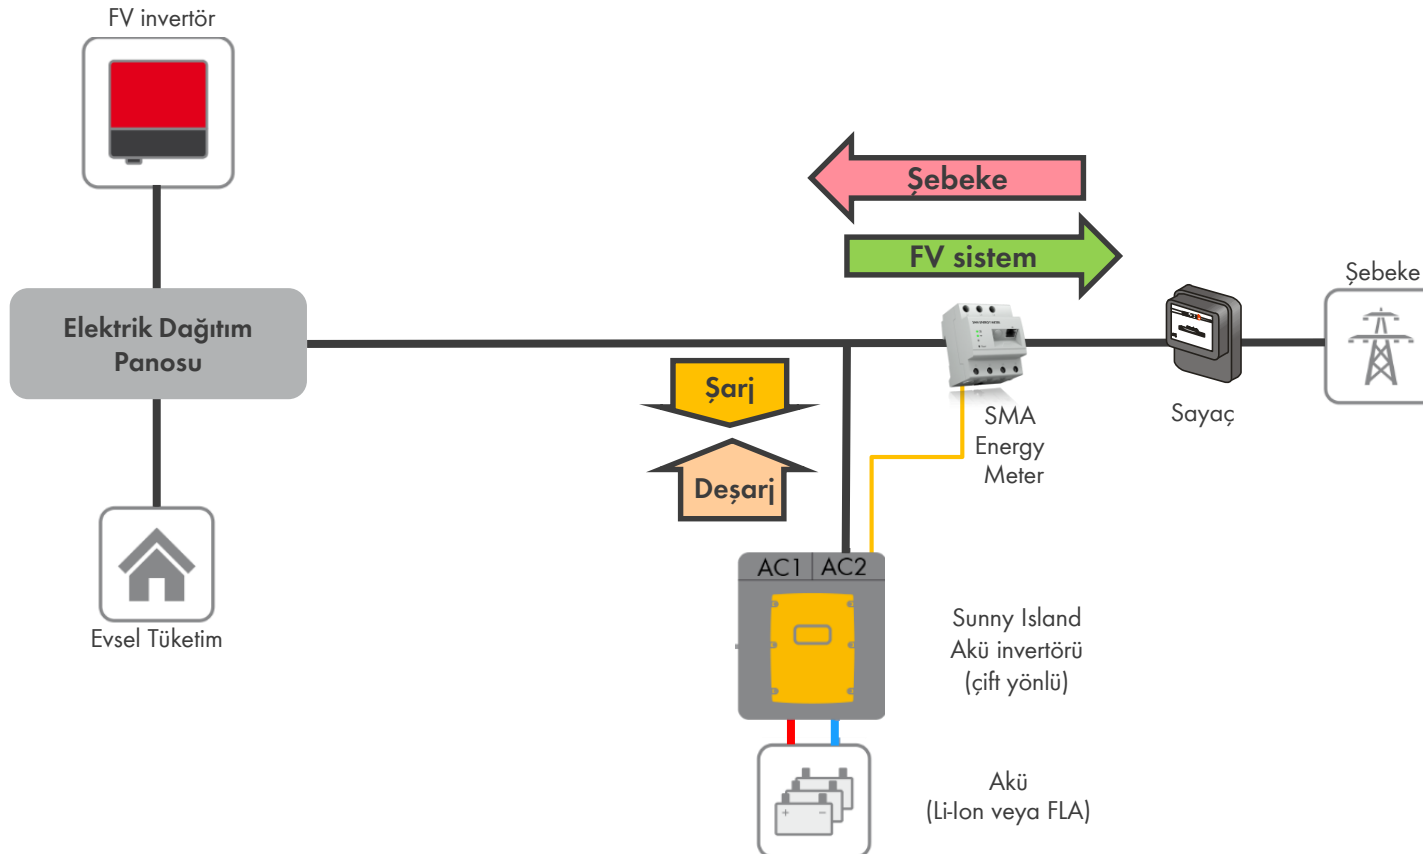 FV invertör
Şebeke
FV sistem
Şebeke
Elektrik Dağıtım
Panosu
Şarj
Deşarj
SMA
Energy
Meter
Sayaç
AC1
AC2
Evsel Tüketim
Sunny Island
Akü invertörü
(çift yönlü)
Akü
(Li-Ion veya FLA)